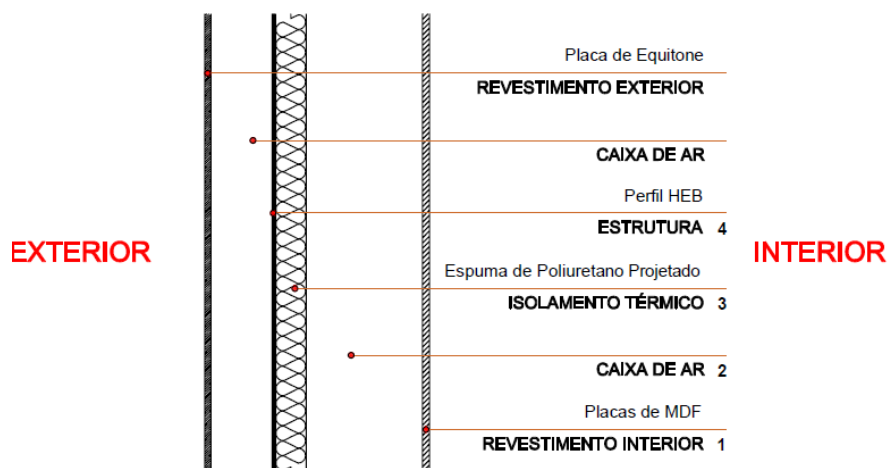 Placa de Equitone
REVESTIMENTO EXTERIOR
CAIXA DE AR
Perfil HEB
ESTRUTURA 4
EXTERIOR
INTERIOR
Espuma de Poliuretano Projetado
ISOLAMENTO TÉRMICO 3
CAIXA DE AR 2
Placas de MDF
REVESTIMENTO INTERIOR 1